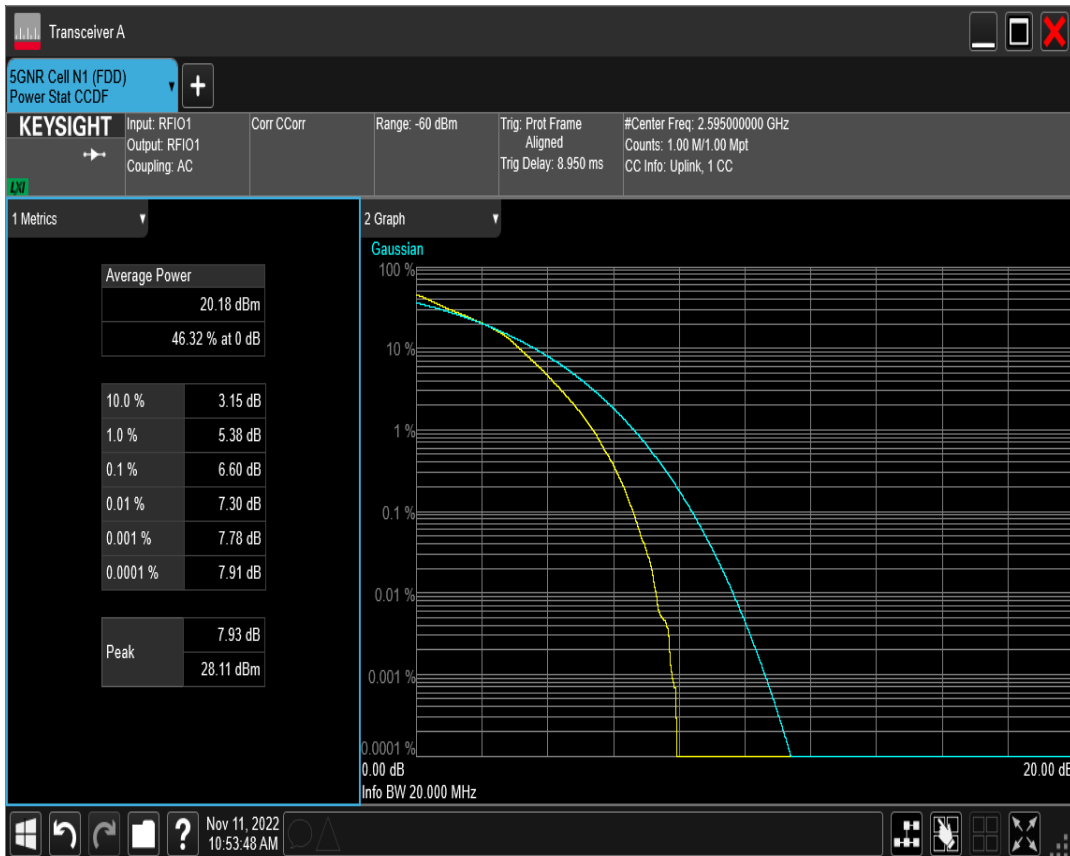 Transceiver A
5GNR Cell N1 (FDD)
Power Stat CCDF
+
KEYSIGHT
LXI
Input: RFIO1
Output: RFIO1
Coupling: AC
Corr CCorr
Range: -60 dBm
Trig: Prot Frame
Aligned
Trig Delay: 8.950 ms
#Center Freq: 2.595000000 GHz
Counts: 1.00 M/1.00 Mpt
CC Info: Uplink, 1 CC
1 Metrics
Average Power
20.18 dBm
46.32 % at 0 dB
10.0 % 3.15 dB
1.0 % 5.38 dB
0.1 % 6.60 dB
0.01 % 7.30 dB
0.001 % 7.78 dB
0.0001 % 7.91 dB
Peak 7.93 dB
28.11 dBm
2 Graph
Gaussian
100 %
10 %
1 %
0.1 %
0.01 %
0.001 %
0.0001 %
0.00 dB 20.00 dB
Info BW 20.000 MHz
?
Nov 11, 2022
10:53:48 AM